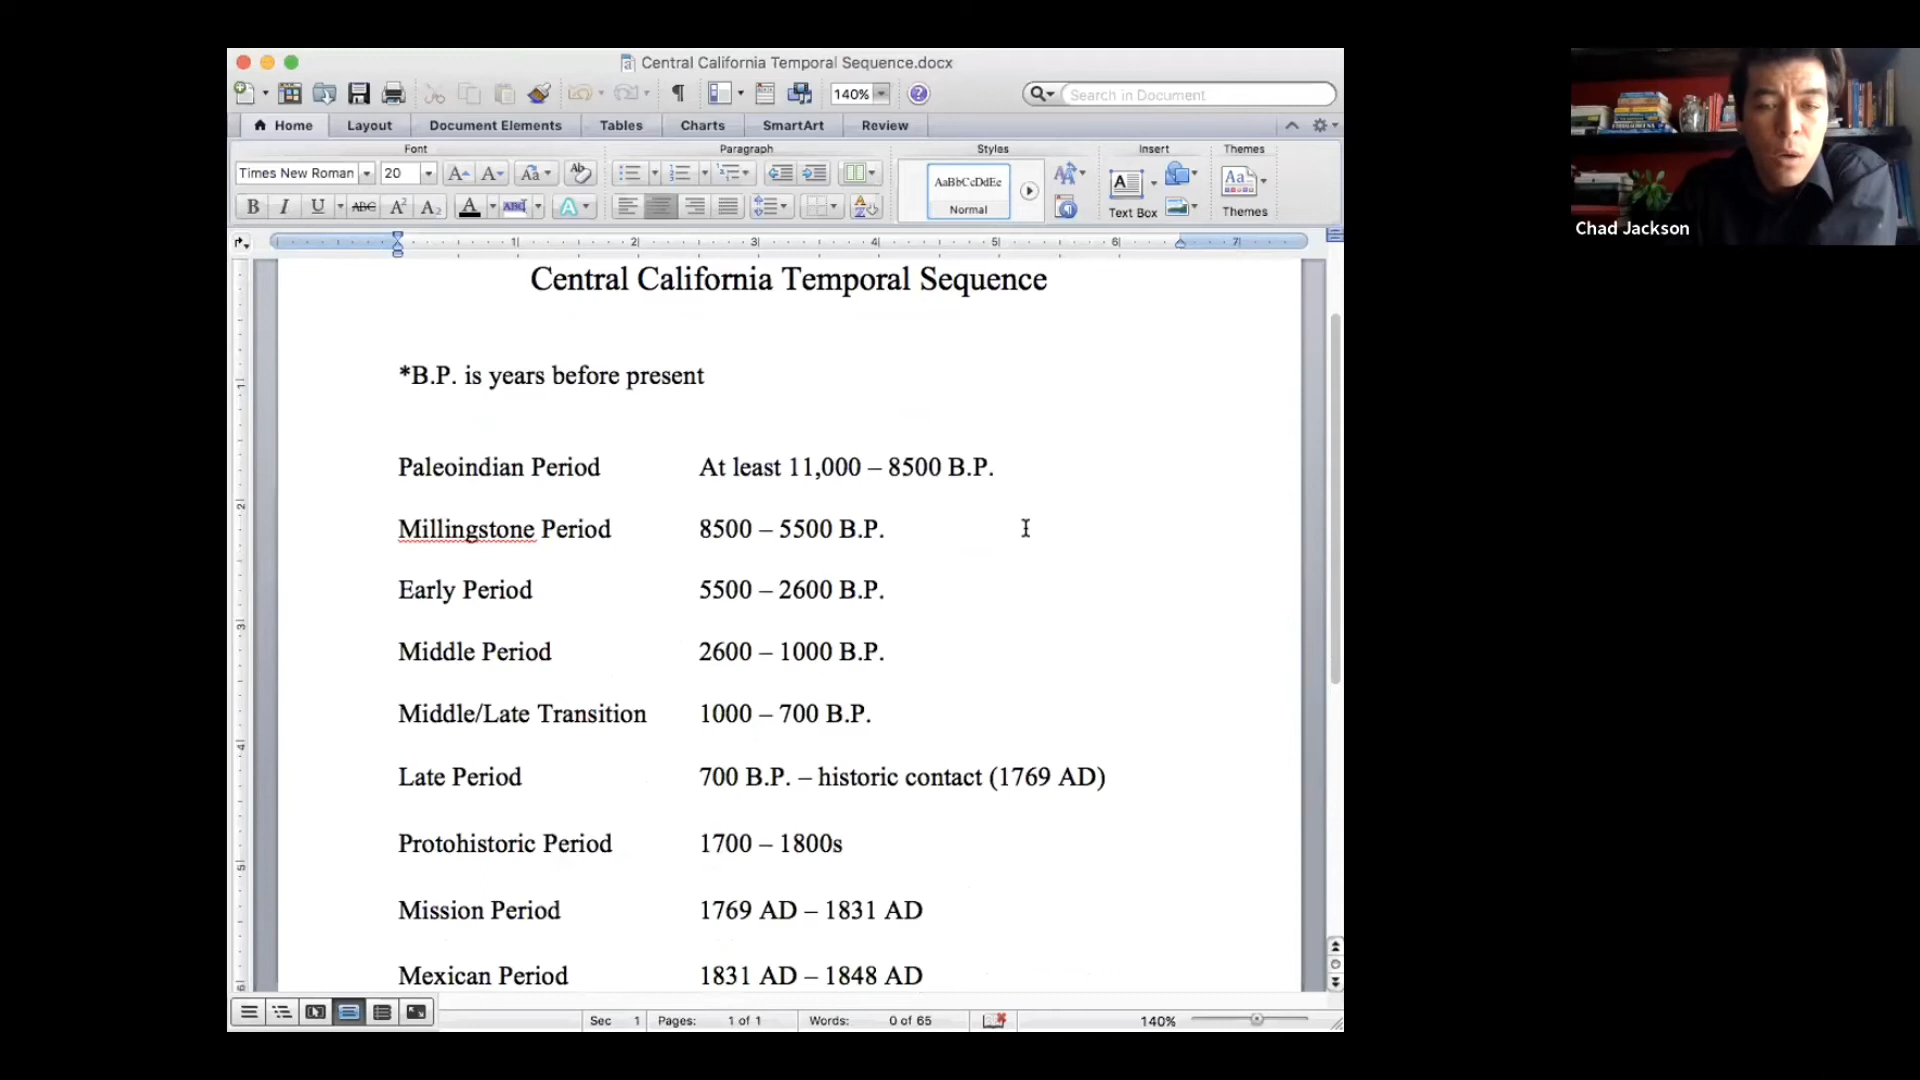 Central California Temporal Sequence.docx
140%
Search in Document
Home Layout Document Elements Tables Charts SmartArt Review
Font Paragraph Styles Insert Themes
Times New Roman 20 AaBbCcDdEe
Normal Text Box Themes
Central California Temporal Sequence
*B.P. is years before present
Paleoindian Period At least 11,000 – 8500 B.P.
Millingstone Period 8500 – 5500 B.P.
Early Period 5500 – 2600 B.P.
Middle Period 2600 – 1000 B.P.
Middle/Late Transition 1000 – 700 B.P.
Late Period 700 B.P. – historic contact (1769 AD)
Protohistoric Period 1700 – 1800s
Mission Period 1769 AD – 1831 AD
Mexican Period 1831 AD – 1848 AD
Sec 1 Pages: 1 of 1 Words: 0 of 65 140%
Chad Jackson